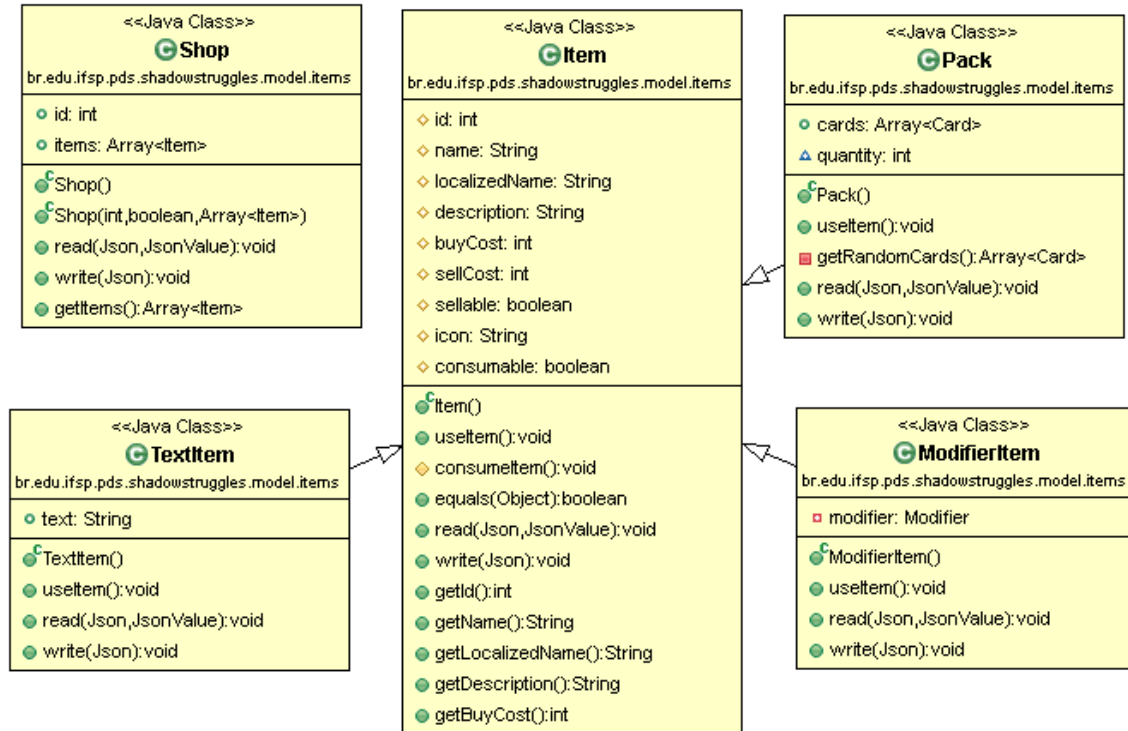 <<Java Class>>
Shop
br.edu.ifsp.pds.shadowstruggles.model.items
id: int
items: Array<Item>
Shop()
Shop(int,boolean,Array<Item>)
read(Json,JsonValue):void
write(Json):void
getItems():Array<Item>
<<Java Class>>
Item
br.edu.ifsp.pds.shadowstruggles.model.items
id: int
name: String
localizedName: String
description: String
buyCost: int
sellCost: int
sellable: boolean
icon: String
consumable: boolean
Item()
useItem():void
consumeItem():void
equals(Object):boolean
read(Json,JsonValue):void
write(Json):void
getId():int
getName():String
getLocalizedName():String
getDescription():String
getBuyCost():int
<<Java Class>>
Pack
br.edu.ifsp.pds.shadowstruggles.model.items
cards: Array<Card>
quantity: int
Pack()
useItem():void
getRandomCards():Array<Card>
read(Json,JsonValue):void
write(Json):void
<<Java Class>>
TextItem
br.edu.ifsp.pds.shadowstruggles.model.items
text: String
TextItem()
useItem():void
read(Json,JsonValue):void
write(Json):void
<<Java Class>>
ModifierItem
br.edu.ifsp.pds.shadowstruggles.model.items
modifier: Modifier
ModifierItem()
useItem():void
read(Json,JsonValue):void
write(Json):void